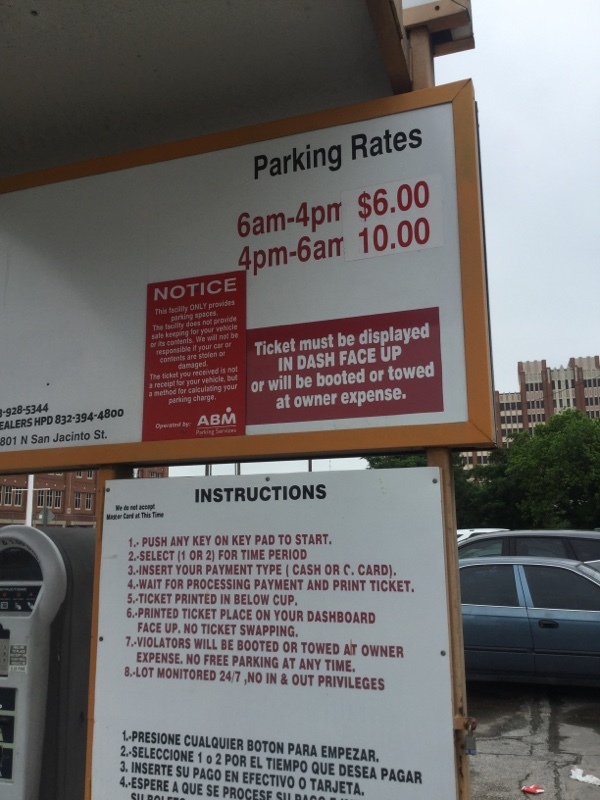 Parking Rates
6am-4pm $6.00
4pm-6am 10.00
NOTICE
This facility ONLY provides
parking spaces.
The facility does not provide
safe keeping for your vehicle
or its contents. We will not be
responsible if your car or
contents are stolen or
damaged.
The ticket you received is not
a receipt for your vehicle, but
a method for calculating your
parking charge.
Operated by: ABM
Parking Services
Ticket must be displayed
IN DASH FACE UP
or will be booted or towed
at owner expense.
-928-5344
EALERS HPD 832-394-4800
801 N San Jacinto St.
INSTRUCTIONS
We do not accept
Master Card at This Time
1.- PUSH ANY KEY ON KEY PAD TO START.
2.-SELECT (1 OR 2) FOR TIME PERIOD
3.-INSERT YOUR PAYMENT TYPE ( CASH OR C. CARD).
4.-WAIT FOR PROCESSING PAYMENT AND PRINT TICKET.
5.-TICKET PRINTED IN BELOW CUP.
6.-PRINTED TICKET PLACE ON YOUR DASHBOARD
FACE UP. NO TICKET SWAPPING.
7.-VIOLATORS WILL BE BOOTED OR TOWED AT OWNER
EXPENSE. NO FREE PARKING AT ANY TIME.
8.-LOT MONITORED 24/7 ,NO IN & OUT PRIVILEGES
1.-PRESIONE CUALQUIER BOTON PARA EMPEZAR.
2.-SELECCIONE 1 o 2 POR EL TIEMPO QUE DESEA PAGAR
3. INSERTE SU PAGO EN EFECTIVO O TARJETA.
4.-ESPERE A QUE SE PROCESE SU PAGO